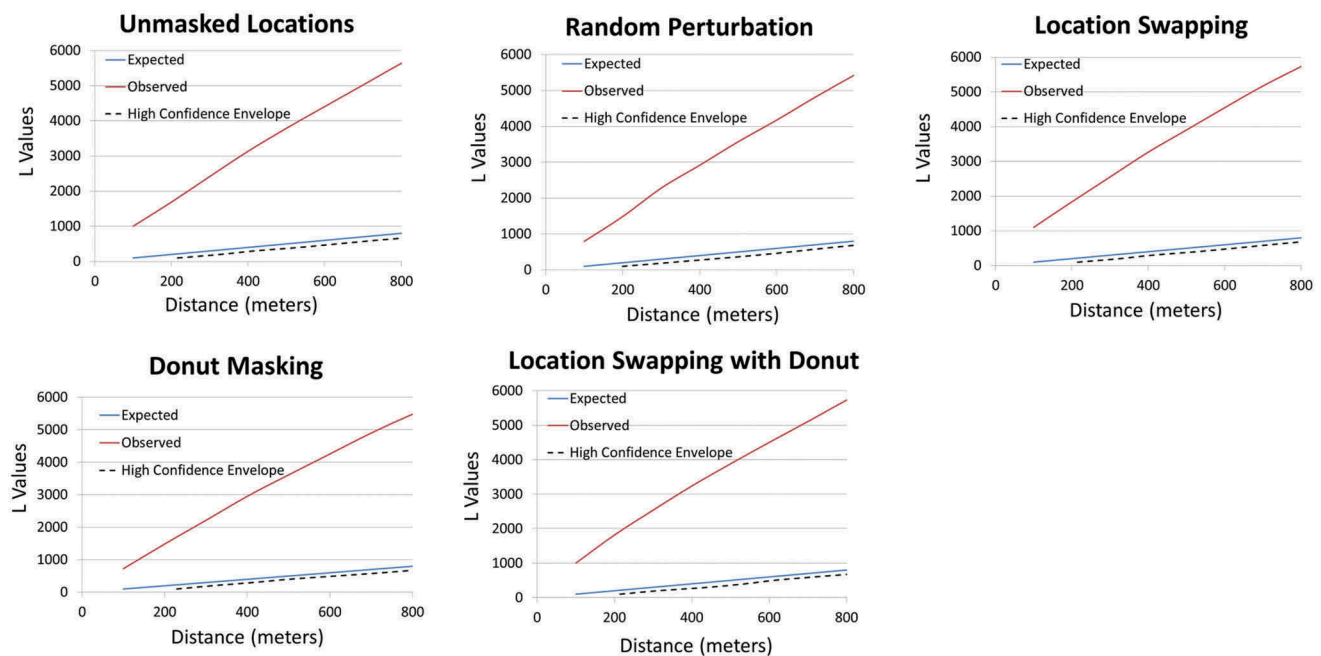 Unmasked Locations
6000
5000
4000
3000
2000
1000
0
L Values
Expected
Observed
High Confidence Envelope
0 200 400 600 800
Distance (meters)
Random Perturbation
6000
5000
4000
3000
2000
1000
0
L Values
Expected
Observed
High Confidence Envelope
0 200 400 600 800
Distance (meters)
Location Swapping
6000
5000
4000
3000
2000
1000
0
L Values
Expected
Observed
High Confidence Envelope
0 200 400 600 800
Distance (meters)
Donut Masking
6000
5000
4000
3000
2000
1000
0
L Values
Expected
Observed
High Confidence Envelope
0 200 400 600 800
Distance (meters)
Location Swapping with Donut
6000
5000
4000
3000
2000
1000
0
L Values
Expected
Observed
High Confidence Envelope
0 200 400 600 800
Distance (meters)